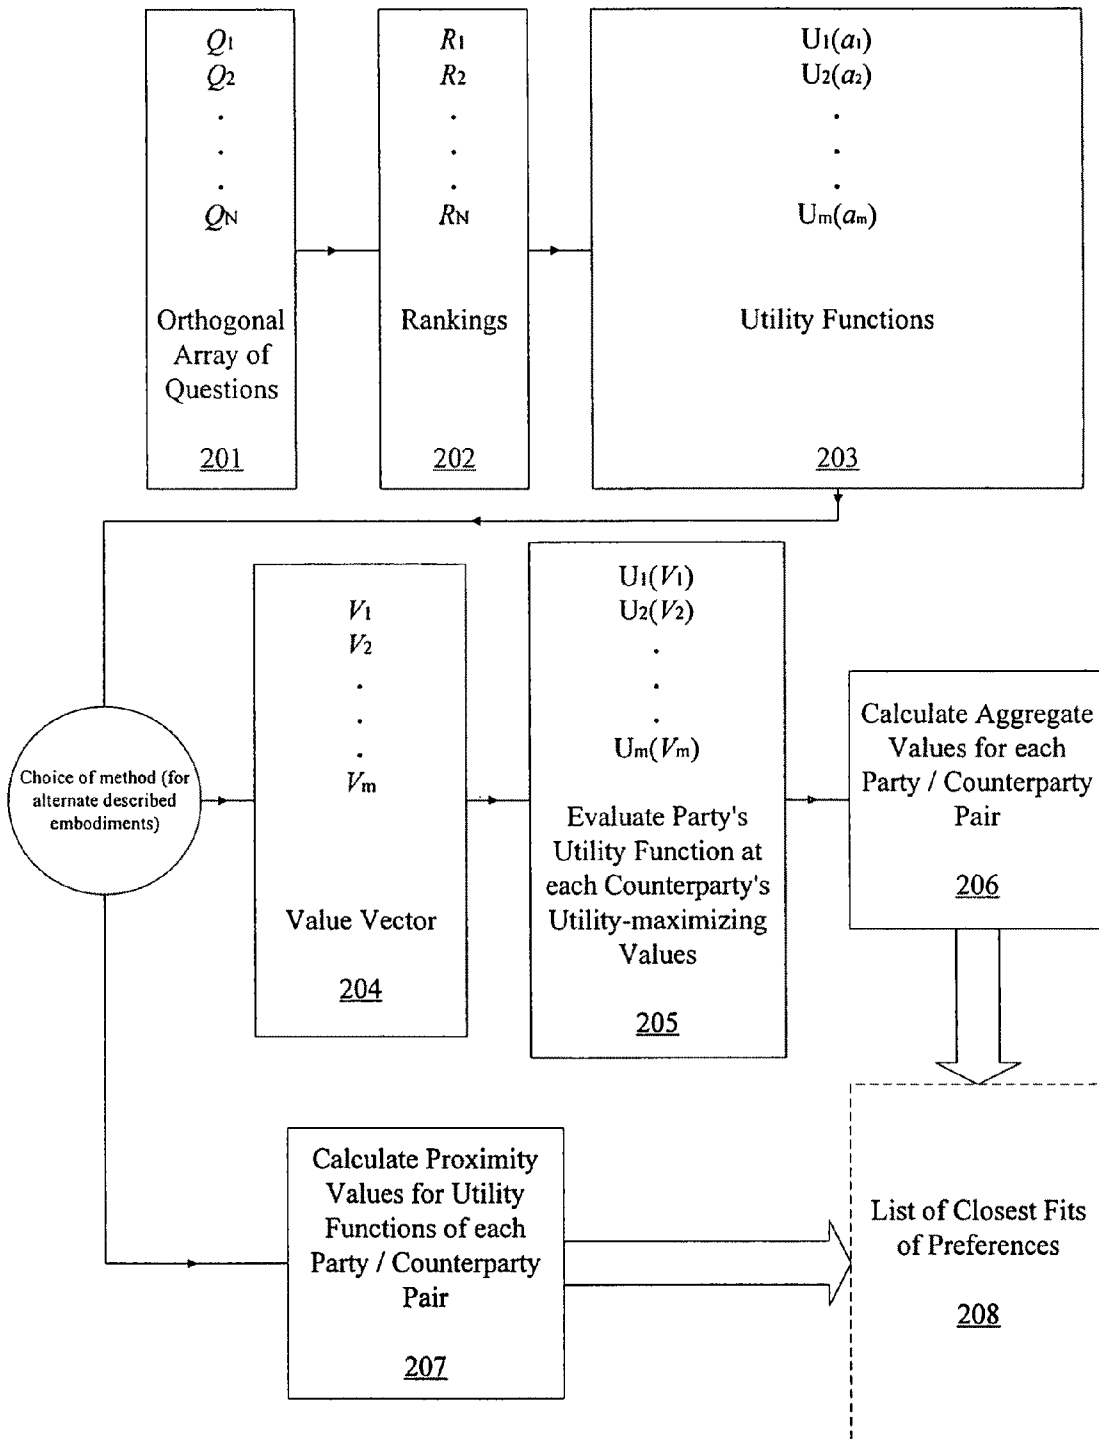 Q1
Q2
.
.
.
QN
Orthogonal
Array of
Questions
201
R1
R2
.
.
.
RN
Rankings
202
U1(a1)
U2(a2)
.
.
.
Um(am)
Utility Functions
203
Choice of method (for
alternate described
embodiments)
V1
V2
.
.
.
Vm
Value Vector
204
U1(V1)
U2(V2)
.
.
.
Um(Vm)
Evaluate Party's
Utility Function at
each Counterparty's
Utility-maximizing
Values
205
Calculate Aggregate
Values for each
Party / Counterparty
Pair
206
Calculate Proximity
Values for Utility
Functions of each
Party / Counterparty
Pair
207
List of Closest Fits
of Preferences
208